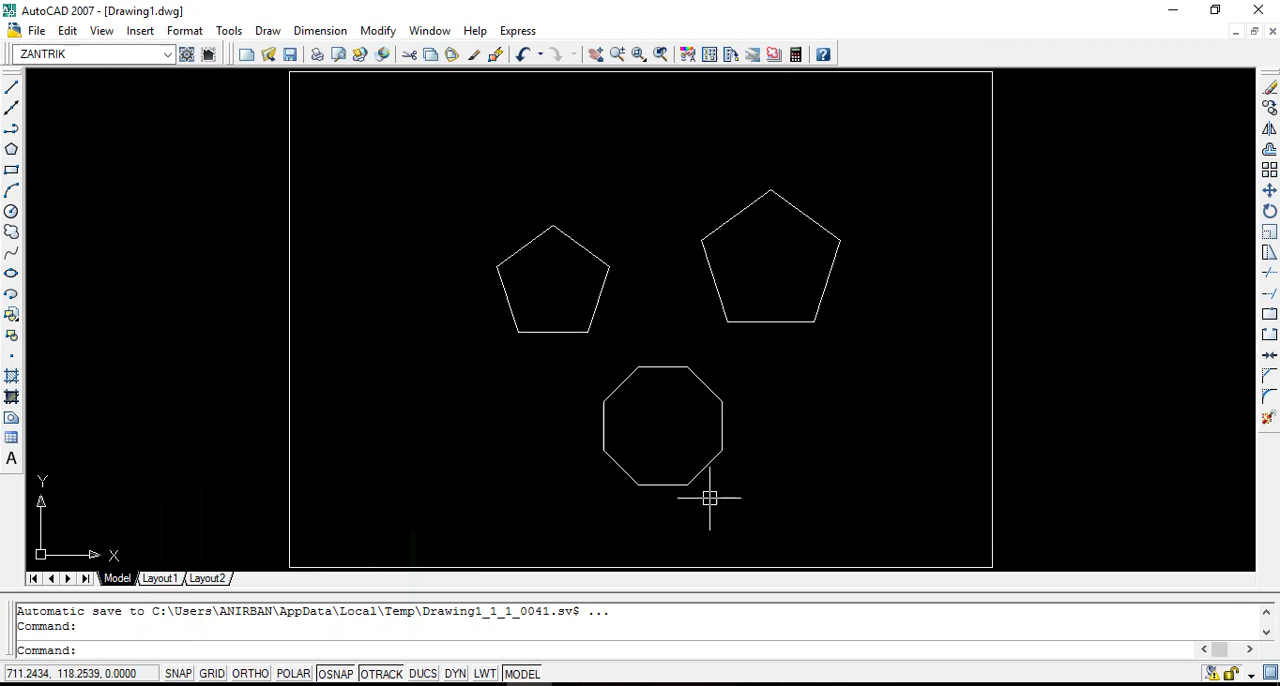 AutoCAD 2007 - [Drawing1.dwg]
File Edit View Insert Format Tools Draw Dimension Modify Window Help Express
ZANTRIK
A
Y
X
Model Layout1 Layout2
Automatic save to C:\Users\ANIRBAN\AppData\Local\Temp\Drawing1_1_1_0041.sv$ ...
Command:
Command:
711.2434, 118.2539, 0.0000 SNAP GRID ORTHO POLAR OSNAP OTRACK DUCS DYN LWT MODEL